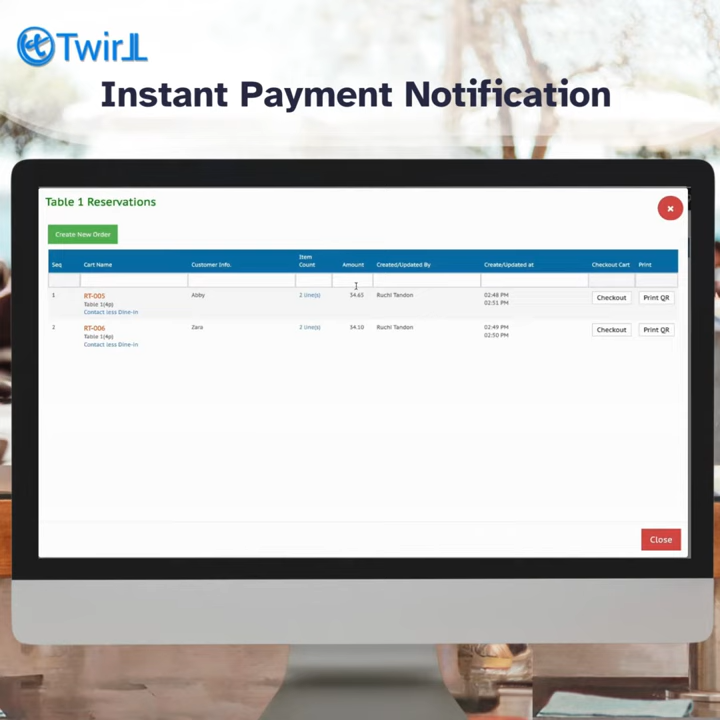 TwirLL
Instant Payment Notification
Table 1 Reservations
×
Create New Order
Seq Cart Name Customer Info. Item Count Amount Created/Updated By Create/Updated at Checkout Cart Print
1 RT-005 Abby 2 line(s) 54.65 Ruchi Tandon 02:48 PM Checkout Print QR
Table 1(4p) 02:51 PM
Contact less Dine-in
2 RT-006 Zara 2 line(s) 54.10 Ruchi Tandon 02:49 PM Checkout Print QR
Table 1(4p) 02:50 PM
Contact less Dine-in
Close